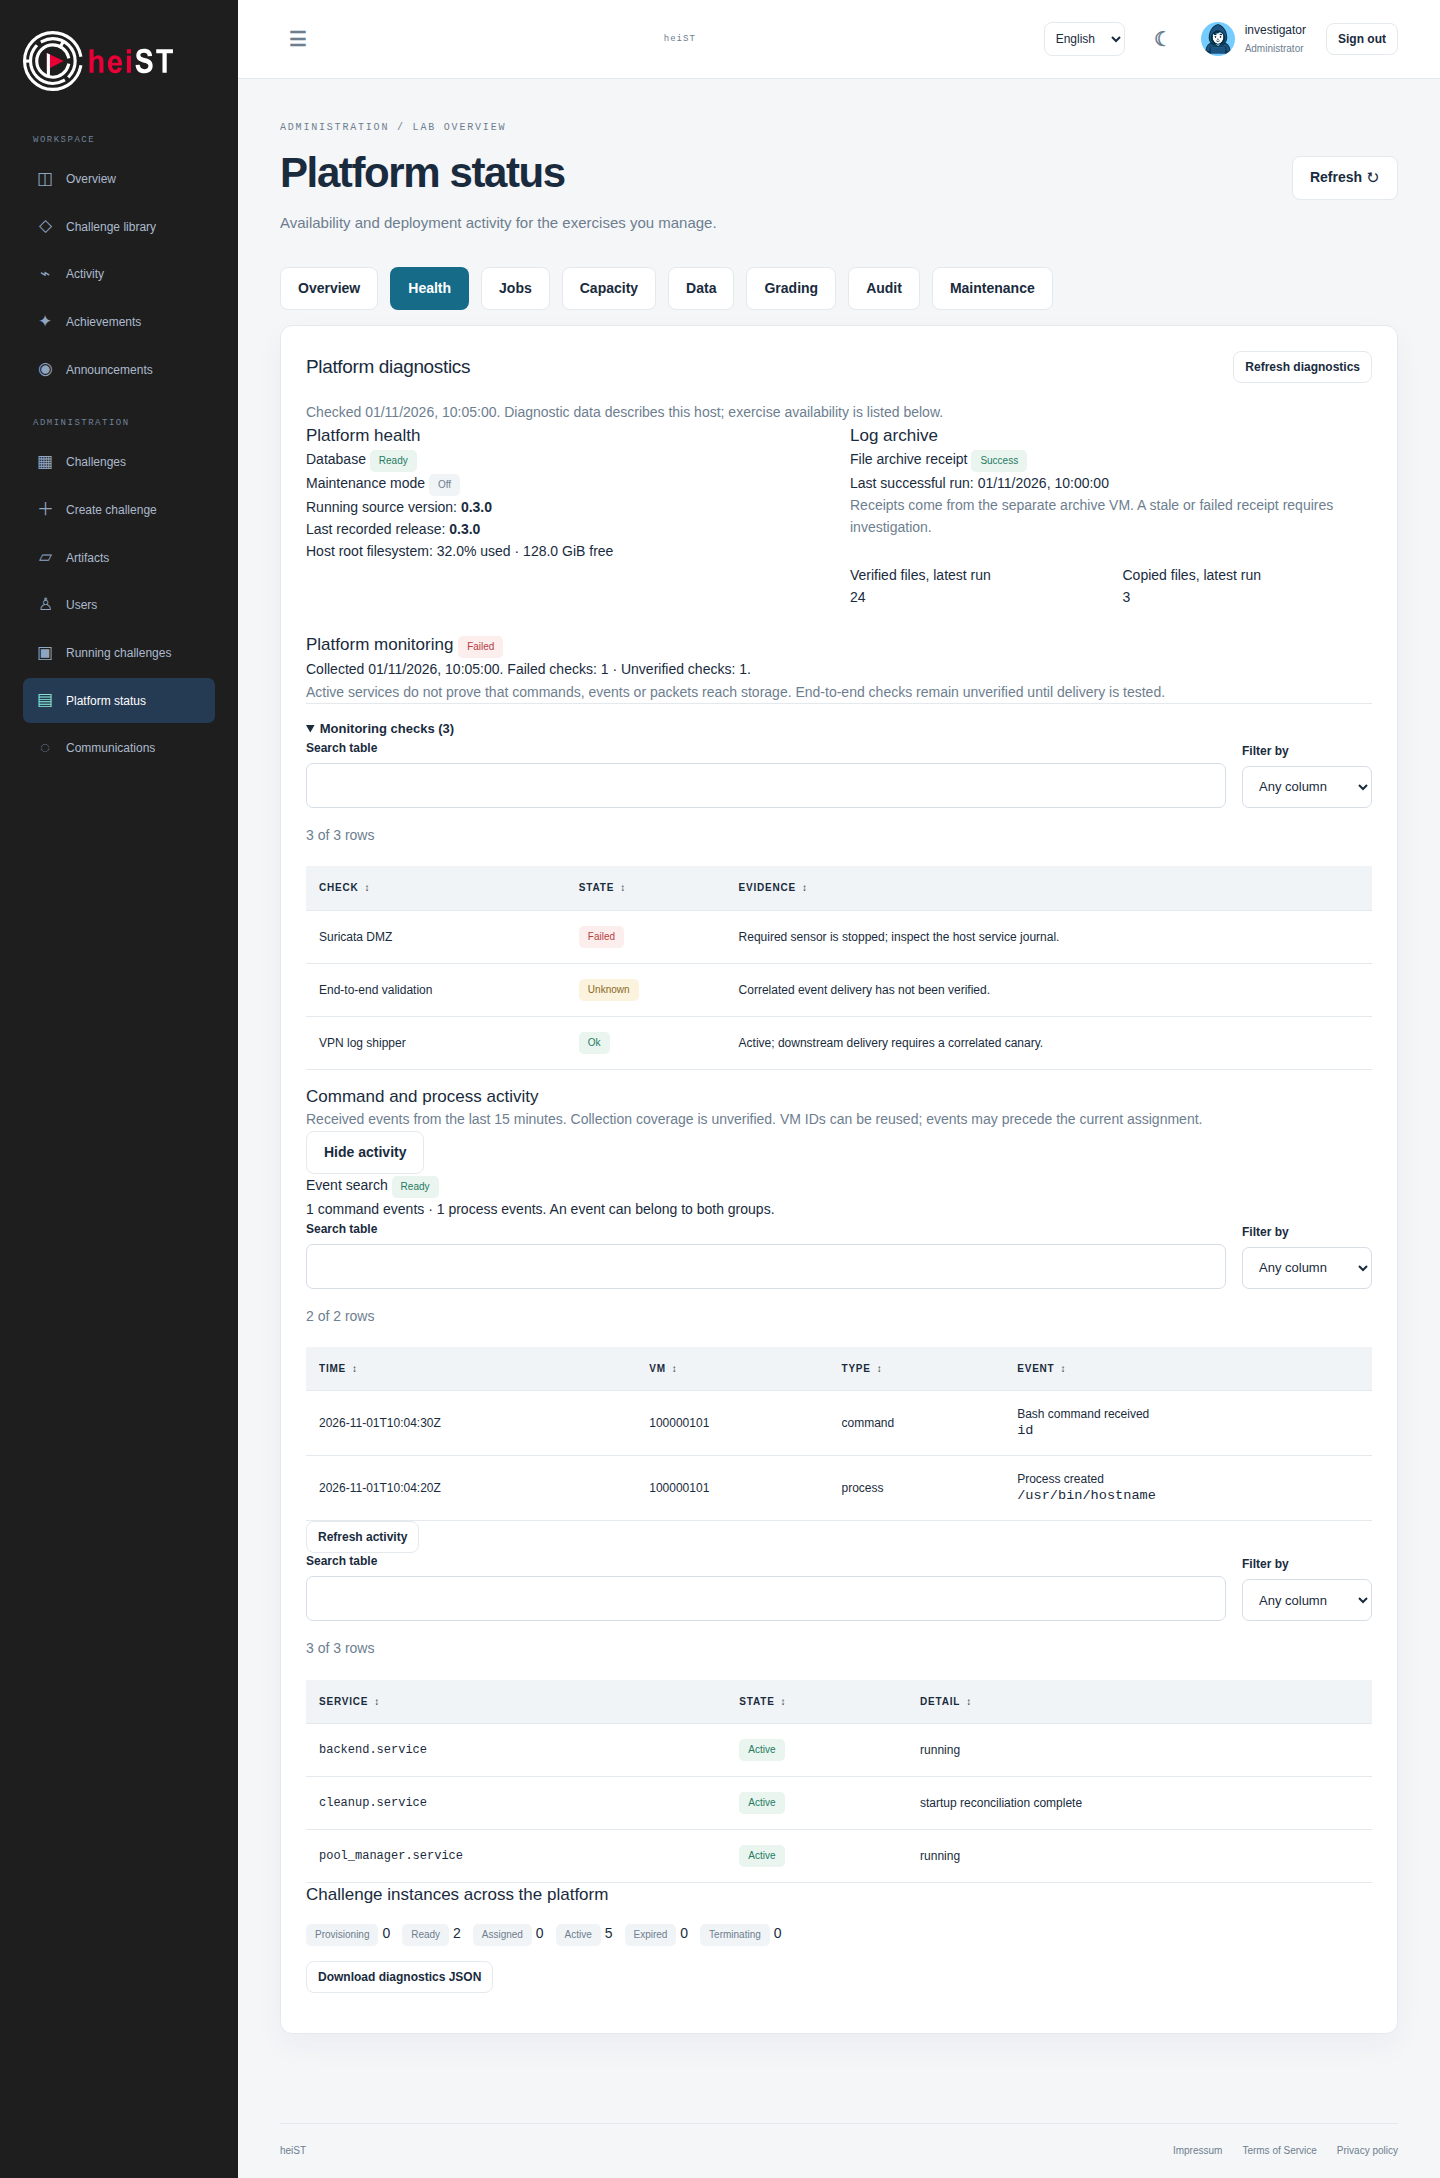 heiST
WORKSPACE
Overview
Challenge library
Activity
Achievements
Announcements
ADMINISTRATION
Challenges
Create challenge
Artifacts
Users
Running challenges
Platform status
Communications
heiST
English
investigator
Administrator
Sign out
ADMINISTRATION / LAB OVERVIEW
Platform status
Refresh ↻
Availability and deployment activity for the exercises you manage.
Overview
Health
Jobs
Capacity
Data
Grading
Audit
Maintenance
Platform diagnostics
Refresh diagnostics
Checked 01/11/2026, 10:05:00. Diagnostic data describes this host; exercise availability is listed below.
Platform health
Database Ready
Maintenance mode Off
Running source version: 0.3.0
Last recorded release: 0.3.0
Host root filesystem: 32.0% used · 128.0 GiB free
Log archive
File archive receipt Success
Last successful run: 01/11/2026, 10:00:00
Receipts come from the separate archive VM. A stale or failed receipt requires
investigation.
Verified files, latest run
24
Copied files, latest run
3
Platform monitoring Failed
Collected 01/11/2026, 10:05:00. Failed checks: 1 · Unverified checks: 1.
Active services do not prove that commands, events or packets reach storage. End-to-end checks remain unverified until delivery is tested.
▼ Monitoring checks (3)
Search table
Filter by
Any column
3 of 3 rows
CHECK ↕ STATE ↕ EVIDENCE ↕
Suricata DMZ Failed Required sensor is stopped; inspect the host service journal.
End-to-end validation Unknown Correlated event delivery has not been verified.
VPN log shipper Ok Active; downstream delivery requires a correlated canary.
Command and process activity
Received events from the last 15 minutes. Collection coverage is unverified. VM IDs can be reused; events may precede the current assignment.
Hide activity
Event search Ready
1 command events · 1 process events. An event can belong to both groups.
Search table
Filter by
Any column
2 of 2 rows
TIME ↕ VM ↕ TYPE ↕ EVENT ↕
2026-11-01T10:04:30Z 100000101 command Bash command received
id
2026-11-01T10:04:20Z 100000101 process Process created
/usr/bin/hostname
Refresh activity
Search table
Filter by
Any column
3 of 3 rows
SERVICE ↕ STATE ↕ DETAIL ↕
backend.service Active running
cleanup.service Active startup reconciliation complete
pool_manager.service Active running
Challenge instances across the platform
Provisioning 0 Ready 2 Assigned 0 Active 5 Expired 0 Terminating 0
Download diagnostics JSON
heiST
Impressum
Terms of Service
Privacy policy